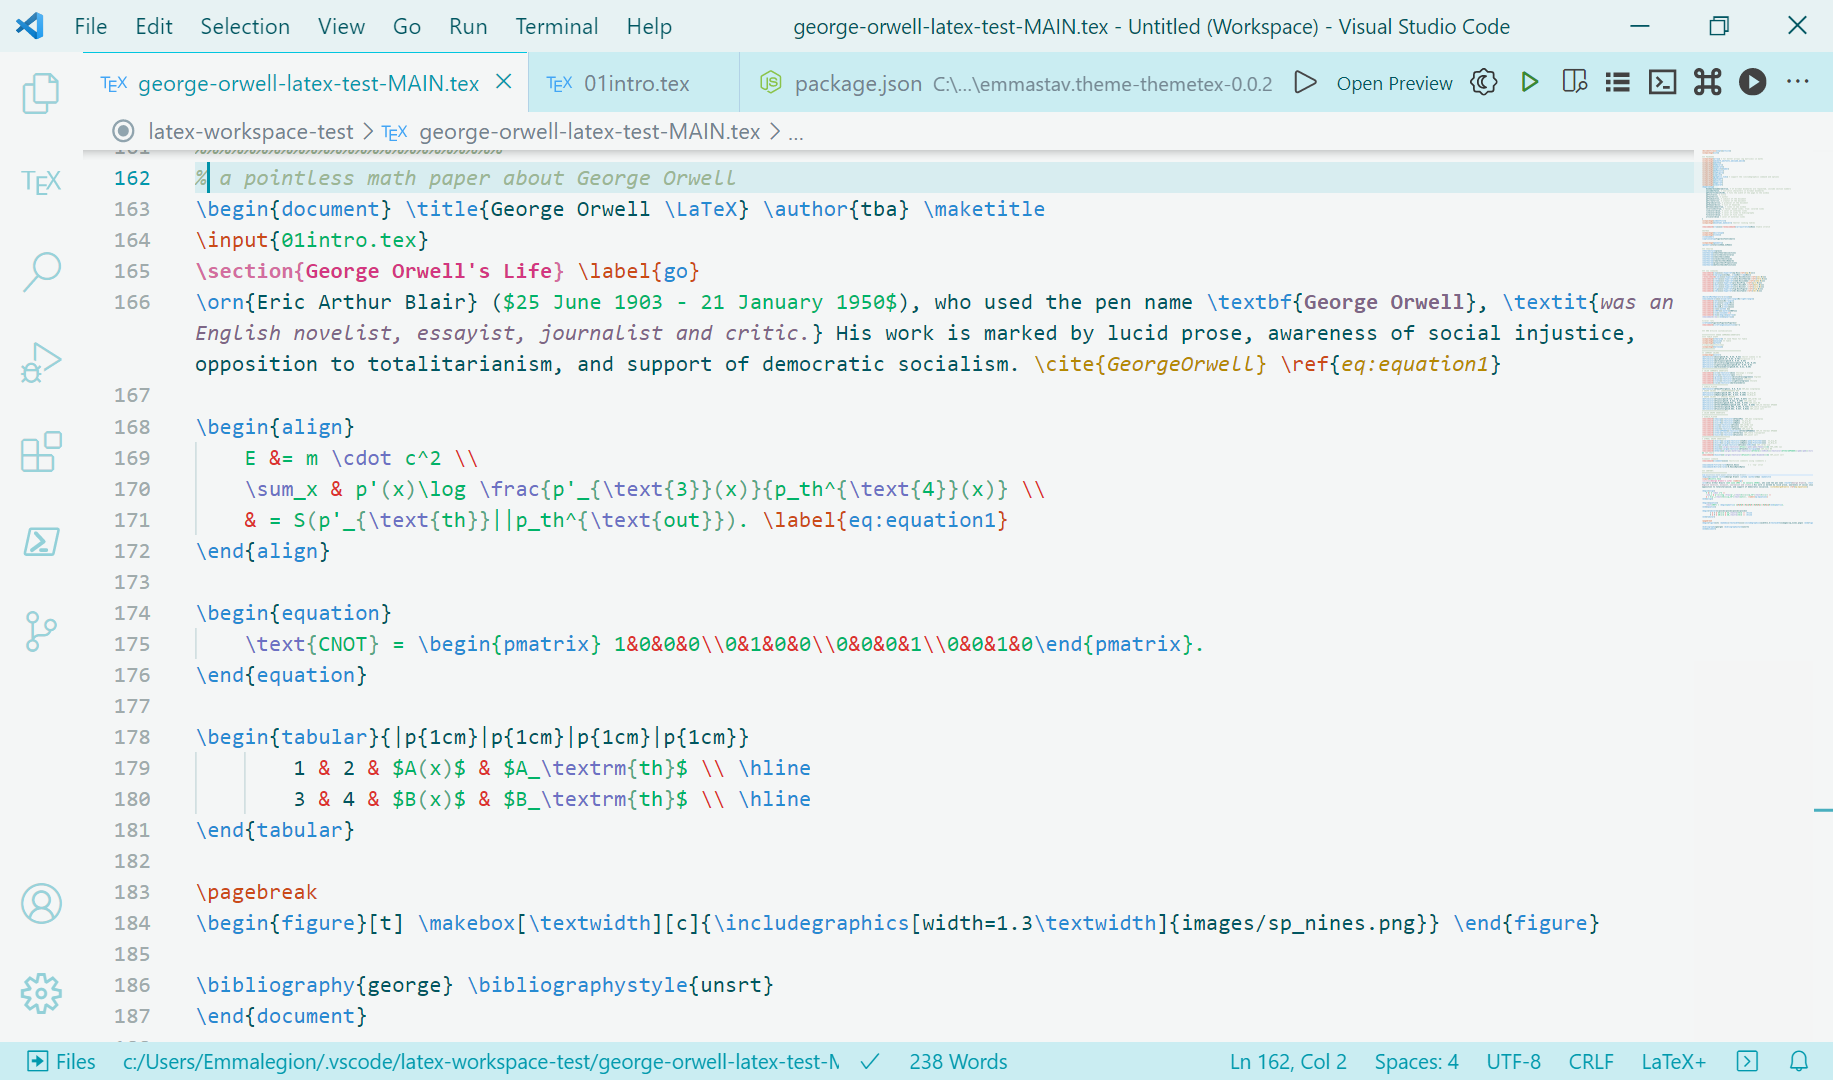 File Edit Selection View Go Run Terminal Help george-orwell-latex-test-MAIN.tex - Untitled (Workspace) - Visual Studio Code
TEX george-orwell-latex-test-MAIN.tex TEX 01intro.tex package.json C:\...\emmastav.theme-themetex-0.0.2 Open Preview ...
latex-workspace-test > TEX george-orwell-latex-test-MAIN.tex > ...
TEX
162 % a pointless math paper about George Orwell
163 \begin{document} \title{George Orwell \LaTeX} \author{tba} \maketitle
164 \input{01intro.tex}
165 \section{George Orwell's Life} \label{go}
166 \orn{Eric Arthur Blair} ($25 June 1903 - 21 January 1950$), who used the pen name \textbf{George Orwell}, \textit{was an
English novelist, essayist, journalist and critic.} His work is marked by lucid prose, awareness of social injustice,
opposition to totalitarianism, and support of democratic socialism. \cite{GeorgeOrwell} \ref{eq:equation1}
167
168 \begin{align}
169 E &= m \cdot c^2 \\
170 \sum_x & p'(x)\log \frac{p'_{\text{3}}(x)}{p_th^{\text{4}}(x)} \\
171 & = S(p'_{\text{th}}||p_th^{\text{out}}). \label{eq:equation1}
172 \end{align}
173
174 \begin{equation}
175 \text{CNOT} = \begin{pmatrix} 1&0&0&0\\0&1&0&0\\0&0&0&1\\0&0&1&0\end{pmatrix}.
176 \end{equation}
177
178 \begin{tabular}{|p{1cm}|p{1cm}|p{1cm}|p{1cm}}
179 1 & 2 & $A(x)$ & $A_\textrm{th}$ \\ \hline
180 3 & 4 & $B(x)$ & $B_\textrm{th}$ \\ \hline
181 \end{tabular}
182
183 \pagebreak
184 \begin{figure}[t] \makebox[\textwidth][c]{\includegraphics[width=1.3\textwidth]{images/sp_nines.png}} \end{figure}
185
186 \bibliography{george} \bibliographystyle{unsrt}
187 \end{document}
Files c:/Users/Emmalegion/.vscode/latex-workspace-test/george-orwell-latex-test-M 238 Words Ln 162, Col 2 Spaces: 4 UTF-8 CRLF LaTeX+